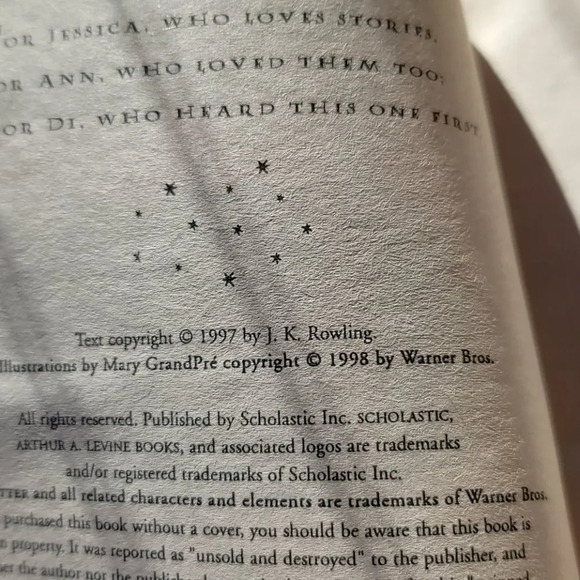 OR JESSICA, WHO LOVES STORIES,
OR ANN, WHO LOVED THEM TOO;
OR DI, WHO HEARD THIS ONE FIRST
Text copyright © 1997 by J. K. Rowling.
Illustrations by Mary GrandPré copyright © 1998 by Warner Bros.
All rights reserved. Published by Scholastic Inc. SCHOLASTIC,
ARTHUR A. LEVINE BOOKS, and associated logos are trademarks
and/or registered trademarks of Scholastic Inc.
TTER and all related characters and elements are trademarks of Warner Bros.
purchased this book without a cover, you should be aware that this book is
n property. It was reported as "unsold and destroyed" to the publisher, and
her the author nor the publisher